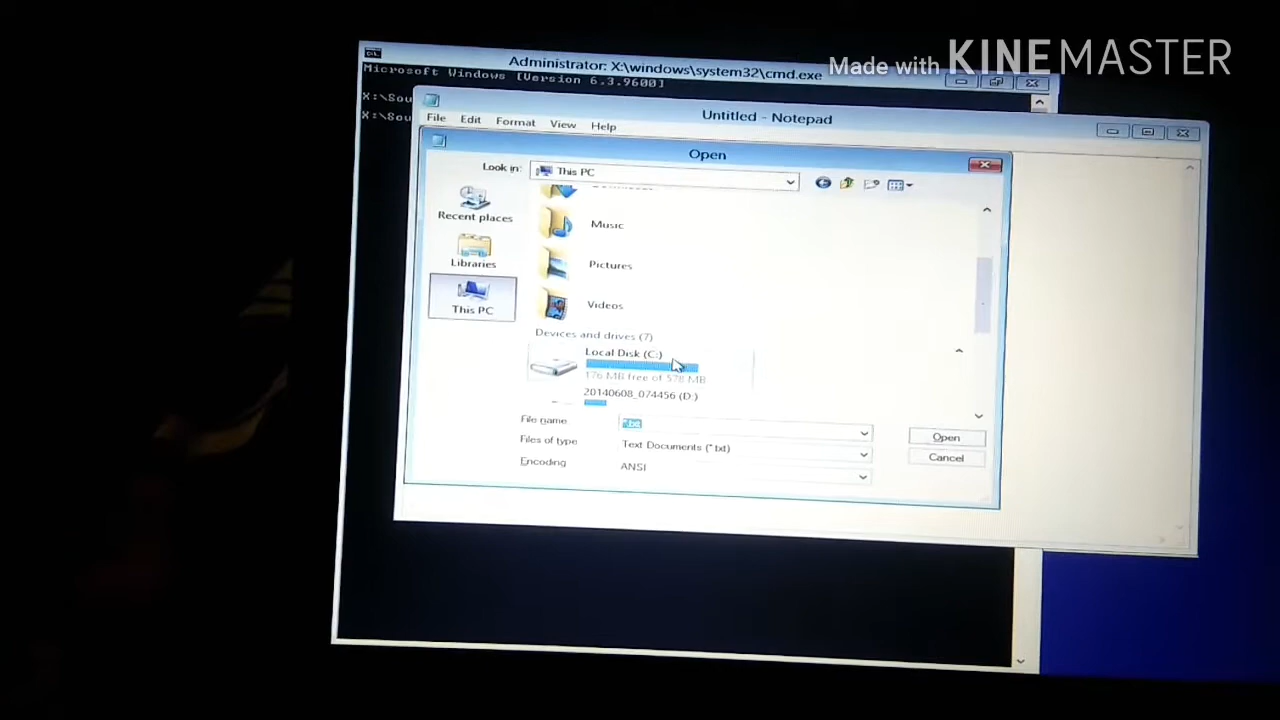 Made with KINEMASTER
Administrator: X:\windows\system32\cmd.exe
Microsoft Windows [Version 6.3.9600]
X:\Sou
X:\Sou
Untitled - Notepad
File Edit Format View Help
Open
Look in: This PC
Recent places
Libraries
This PC
Music
Pictures
Videos
Devices and drives (7)
Local Disk (C:)
176 MB free of 578 MB
20140608_074456 (D:)
File name *.txt
Files of type Text Documents (*.txt)
Encoding ANSI
Open
Cancel